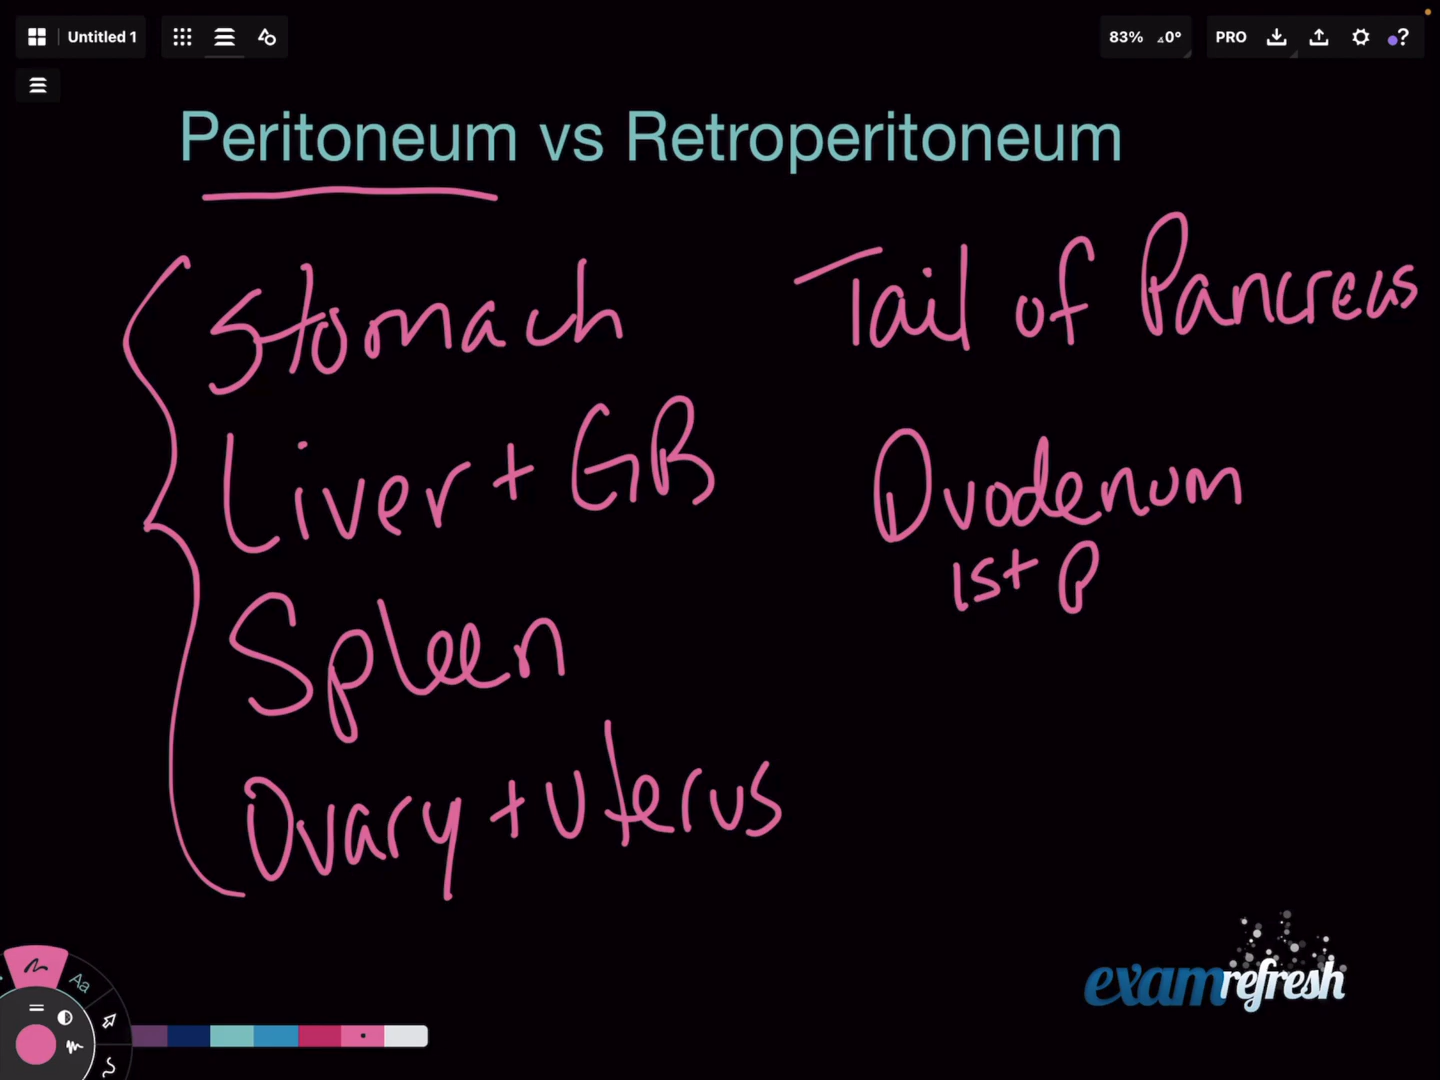 Untitled 1
83% 0°
PRO
?
Peritoneum vs Retroperitoneum
Stomach
Liver + GB
Spleen
Ovary + Uterus
Tail of Pancreas
Duodenum
1st P
Aa
examrefresh